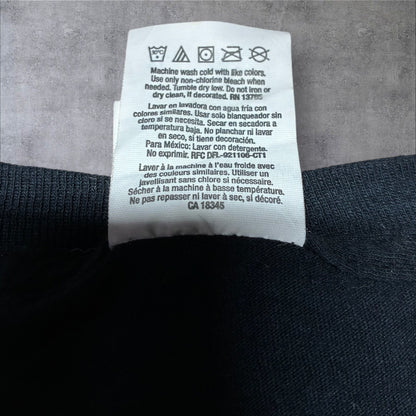 30°C
Machine wash cold with like colors.
Use only non-chlorine bleach when
needed. Tumble dry low. Do not iron or
dry clean, if decorated. RN 13765
Lavar en lavadora con agua fría con
colores similares. Usar solo blanqueador sin
cloro si se necesita. Secar en secadora a
temperatura baja. No planchar ni lavar
en seco, si tiene decoración.
Para México: Lavar con detergente.
No exprimir. RFC DFL-921106-CT1
Laver à la machine à l'eau froide avec
des couleurs similaires. Utiliser un
javellisant sans chlore si nécessaire.
Sécher à la machine à basse température.
Ne pas repasser ni laver à sec, si décoré.
CA 18345